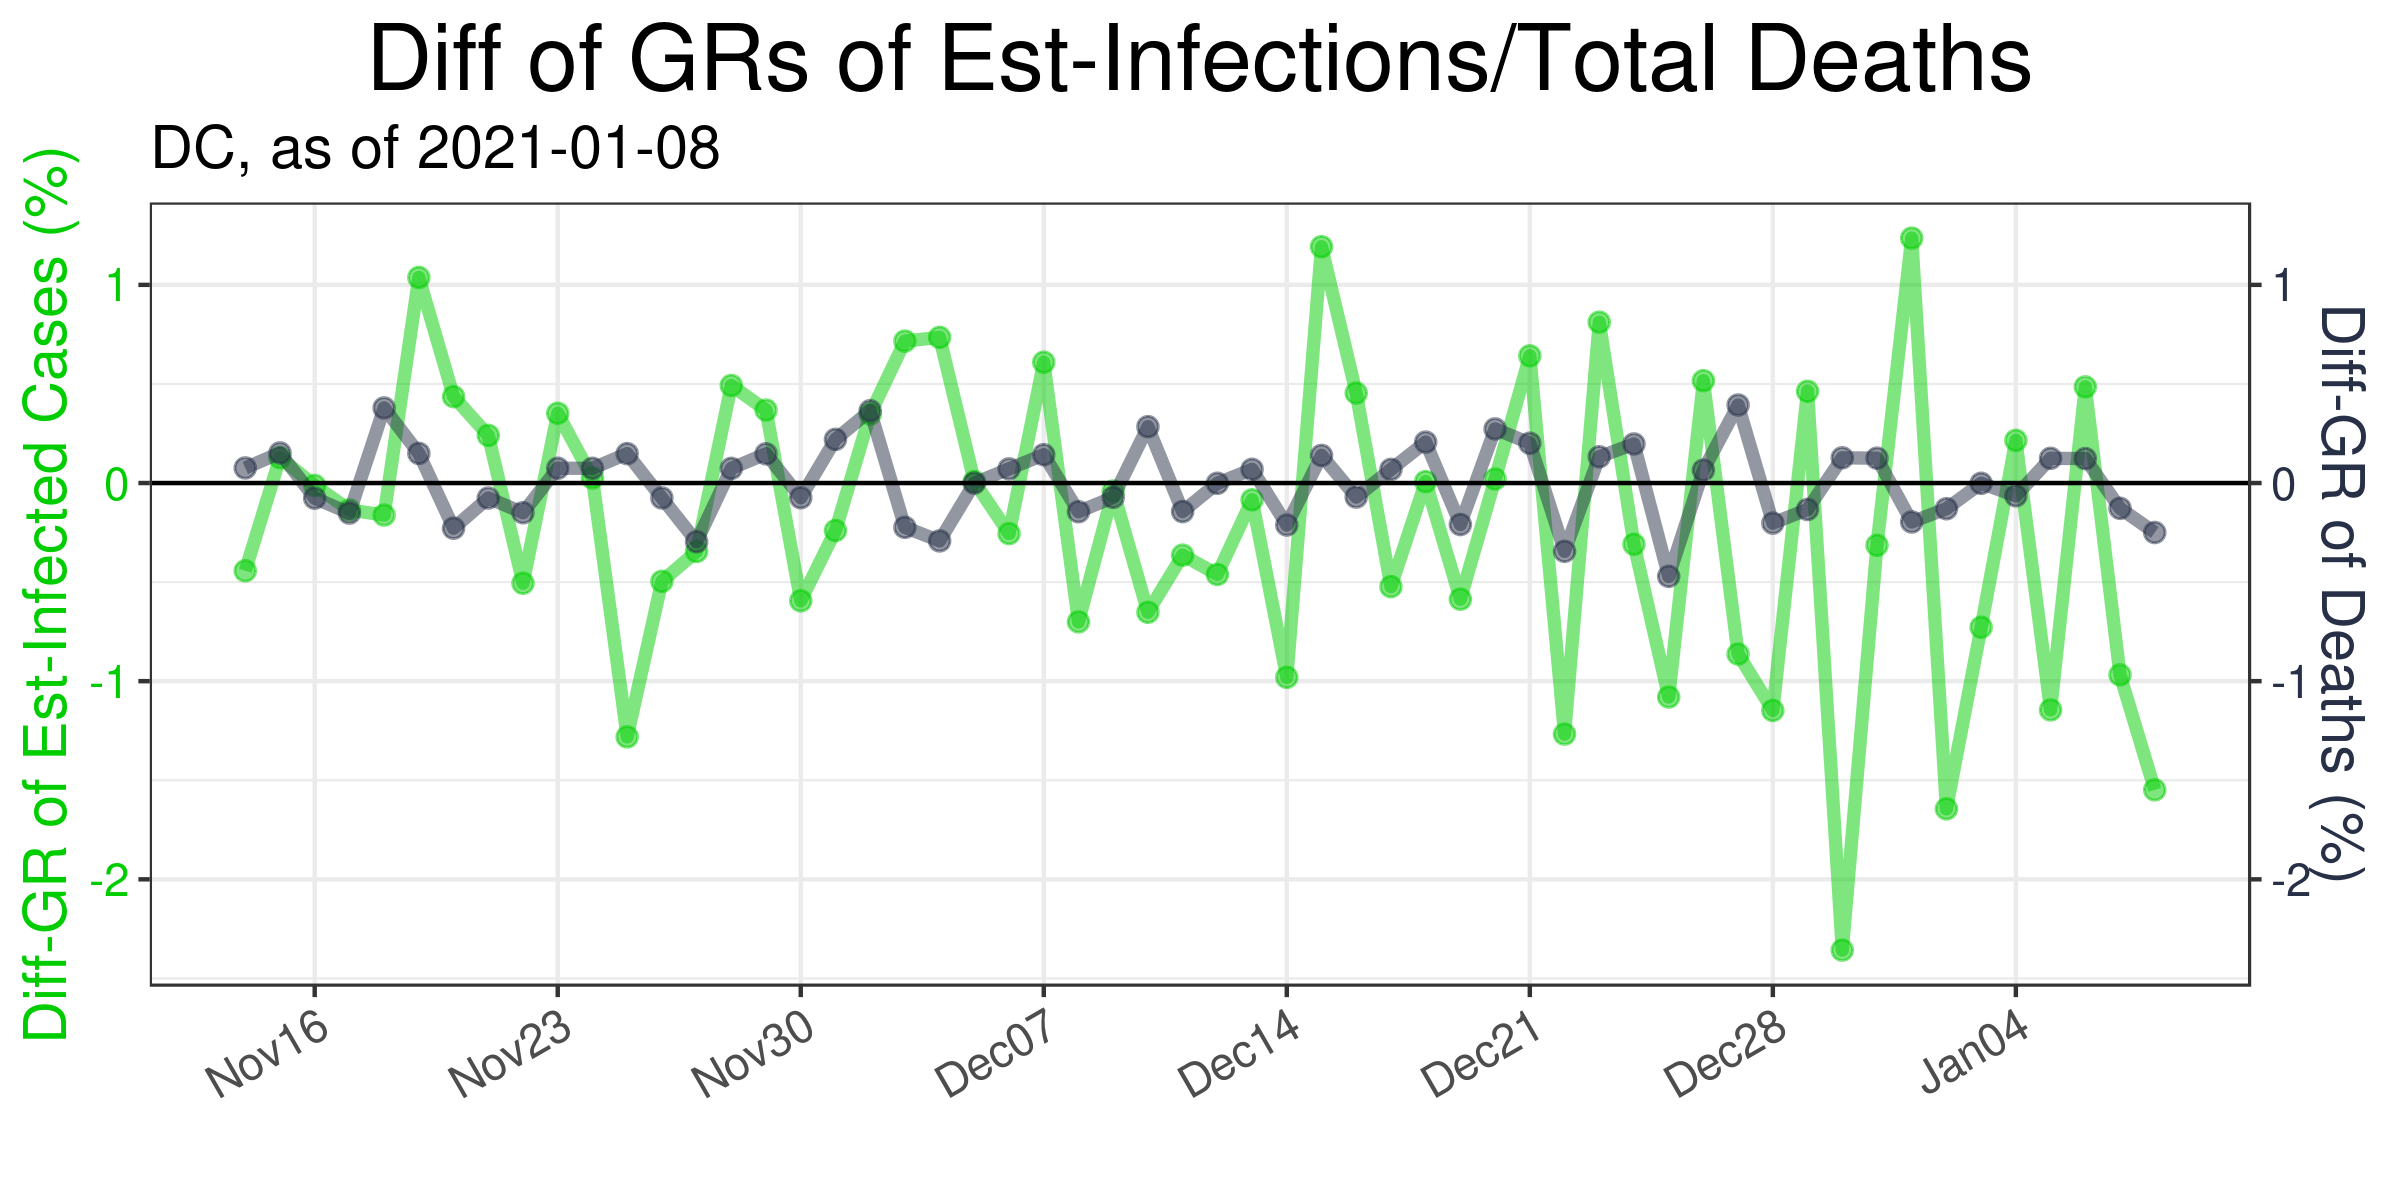 Diff of GRs of Est-Infections/Total Deaths
DC, as of 2021-01-08
Diff-GR of Est-Infected Cases (%)
1
0
-1
-2
1
0
-1
-2
Diff-GR of Deaths (%)
Nov16
Nov23
Nov30
Dec07
Dec14
Dec21
Dec28
Jan04